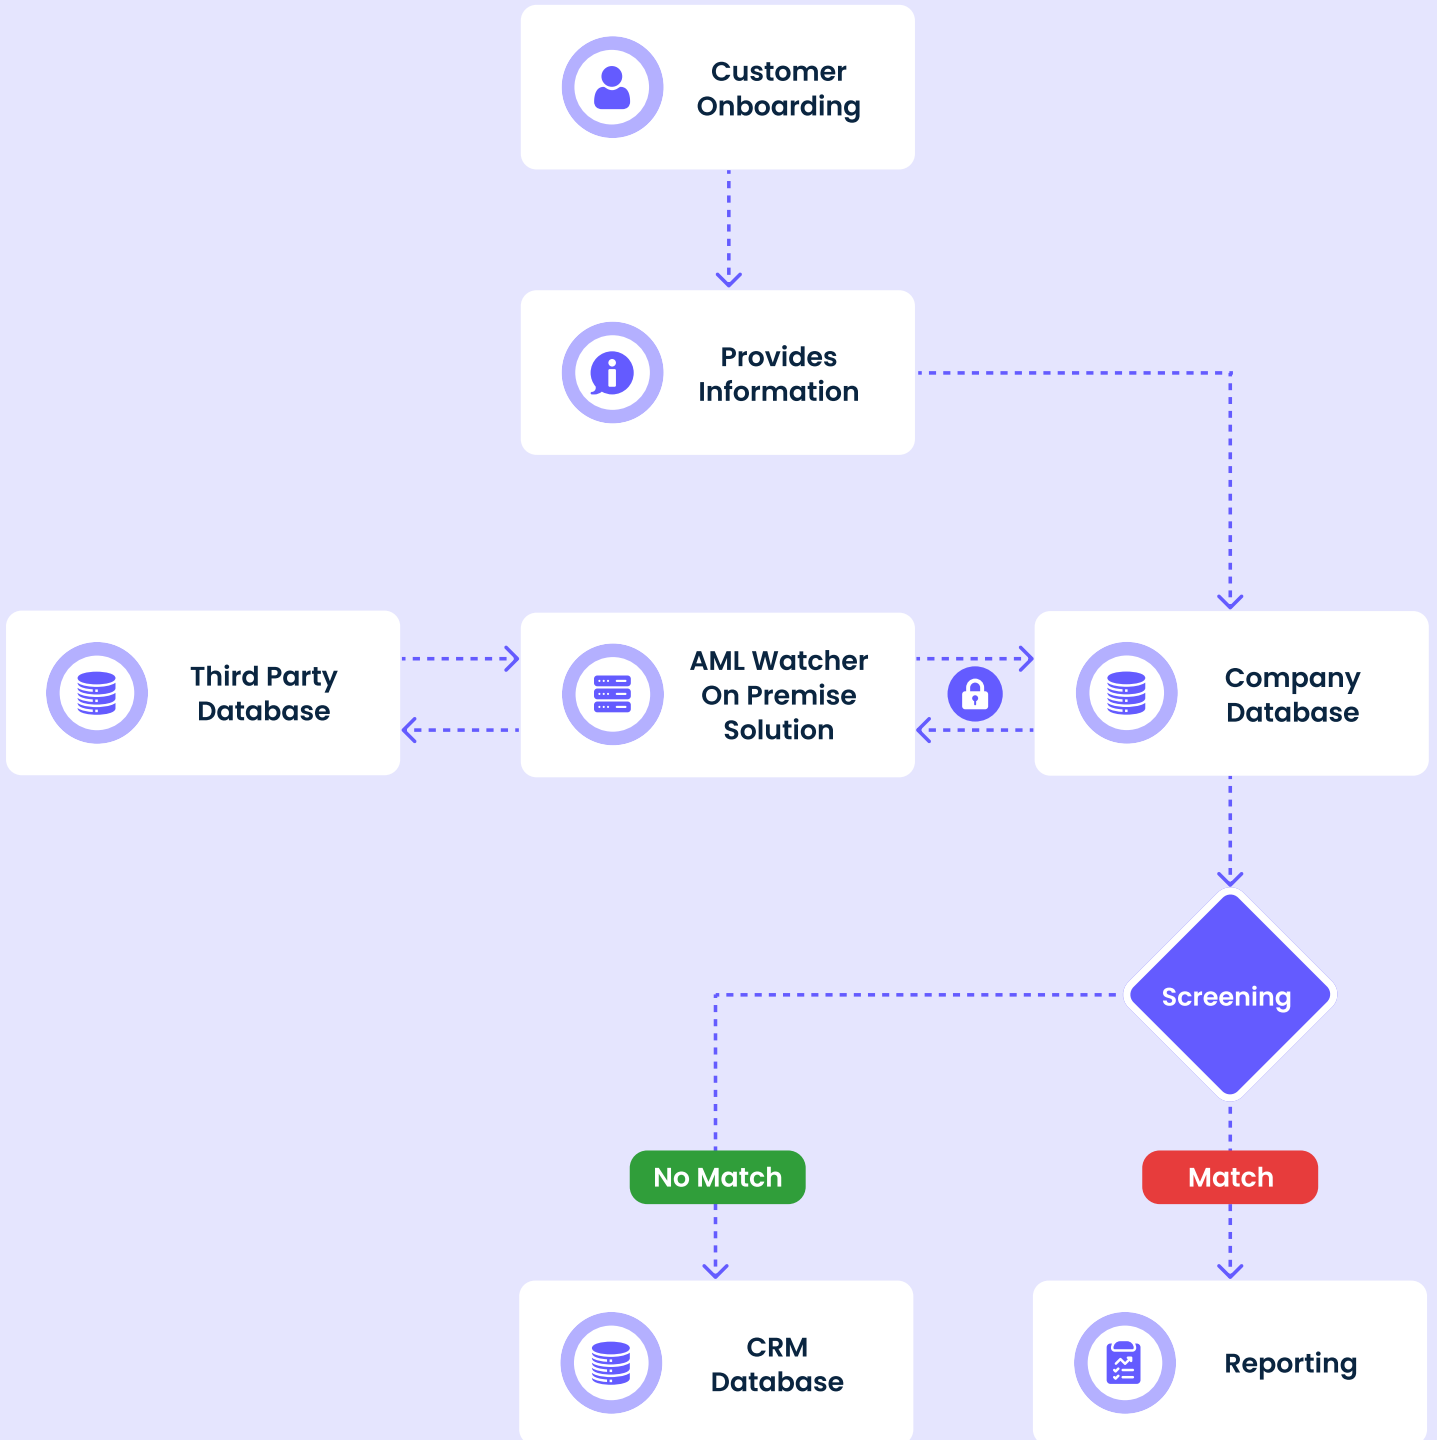 Customer
Onboarding
Provides
Information
Third Party
Database
AML Watcher
On Premise
Solution
Company
Database
Screening
No Match
Match
CRM
Database
Reporting